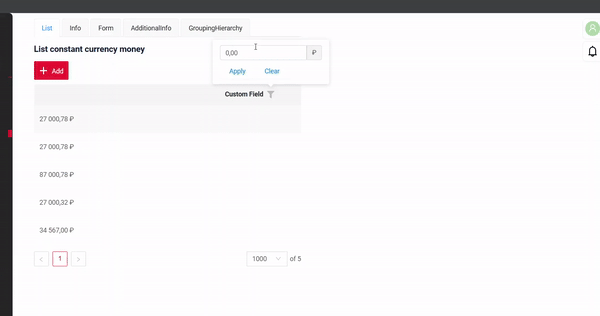 List Info Form AdditionalInfo GroupingHierarchy
List constant currency money
0,00 ₽
+ Add
Apply Clear
Custom Field
27 000,78 ₽
27 000,78 ₽
87 000,78 ₽
27 000,32 ₽
34 567,00 ₽
< 1 > 1000 of 5